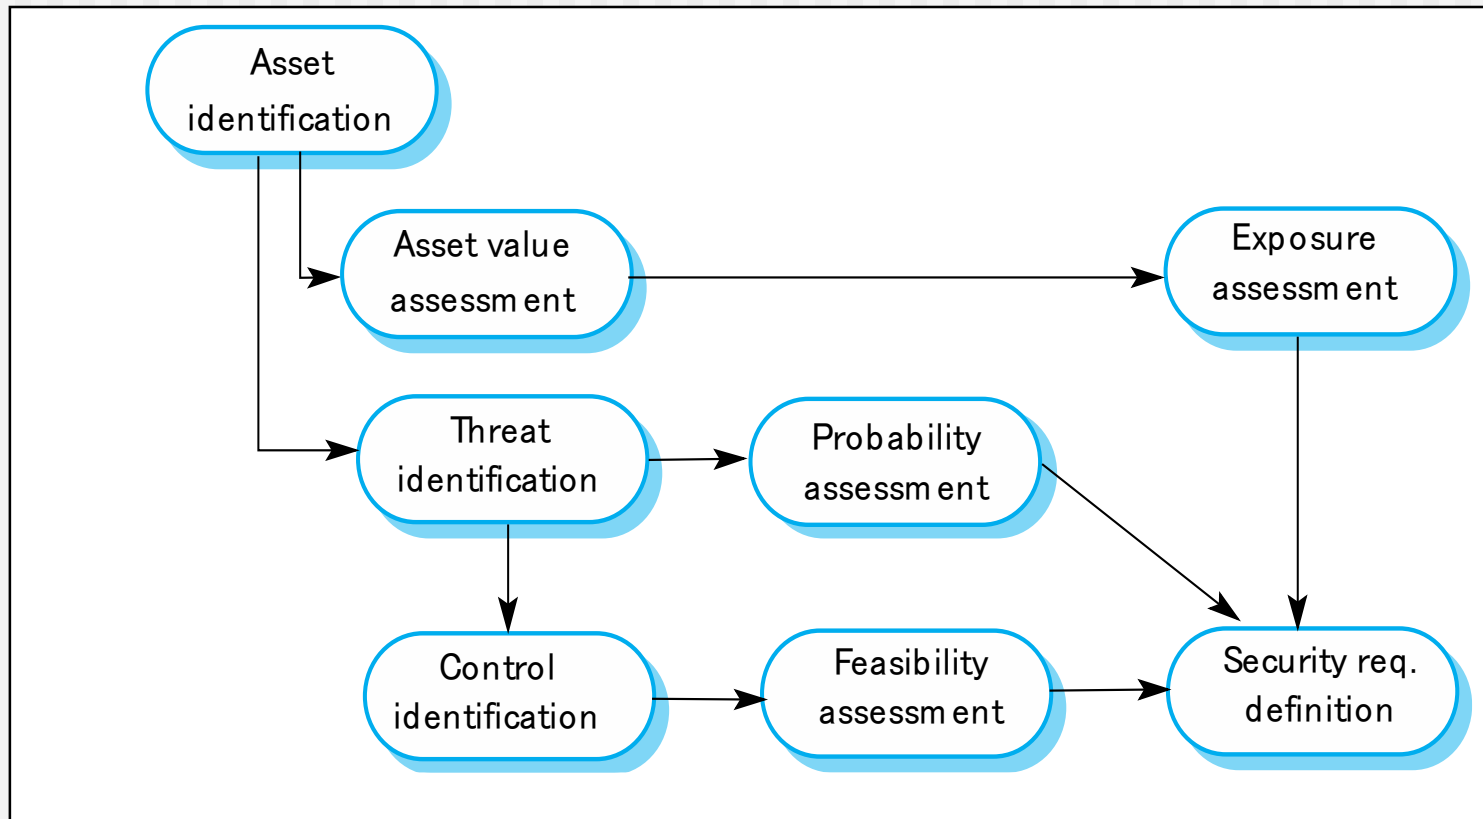 Asset
identification
Asset value
assessment
Exposure
assessment
Threat
identification
Probability
assessment
Control
identification
Feasibility
assessment
Security req.
definition